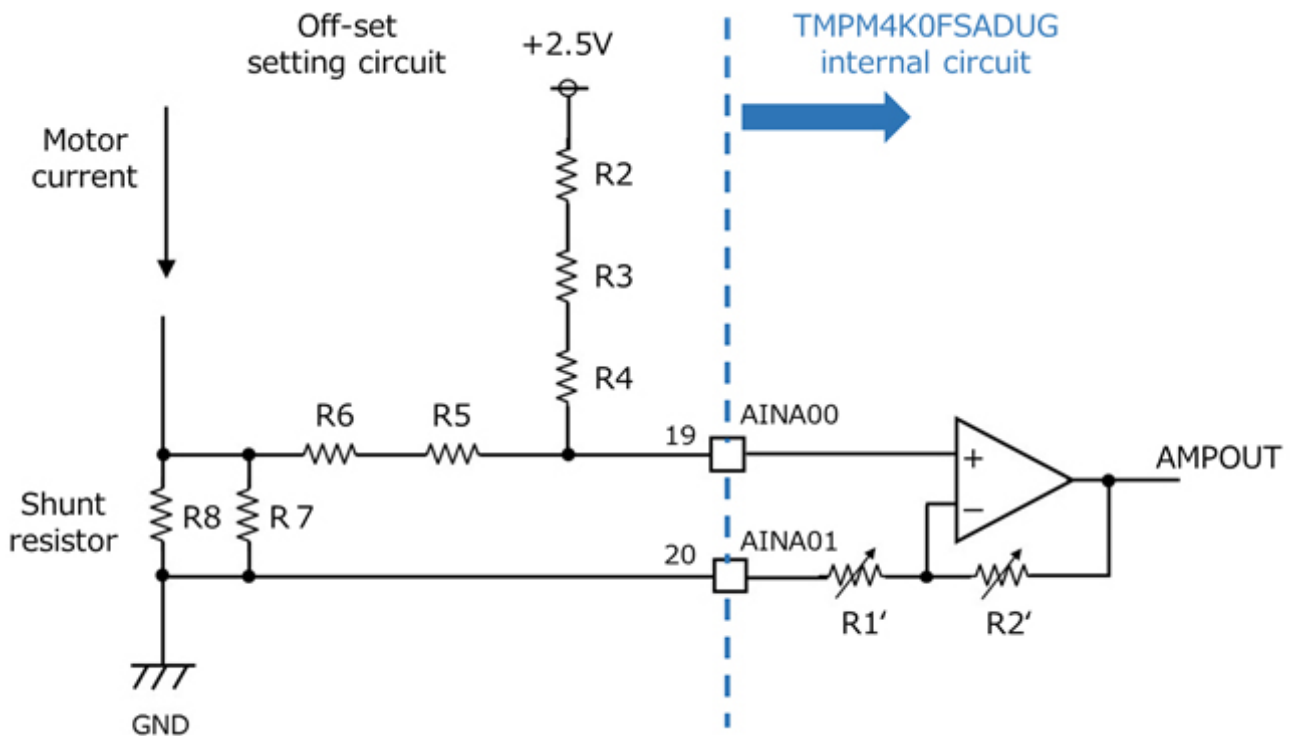 Off-set
setting circuit
+2.5V
TMPM4K0FSADUG
internal circuit
Motor
current
R2
R3
R4
R6
R5
19
AINA00
+
AMPOUT
Shunt
resistor
R8
R7
−
20
AINA01
R1'
R2'
GND